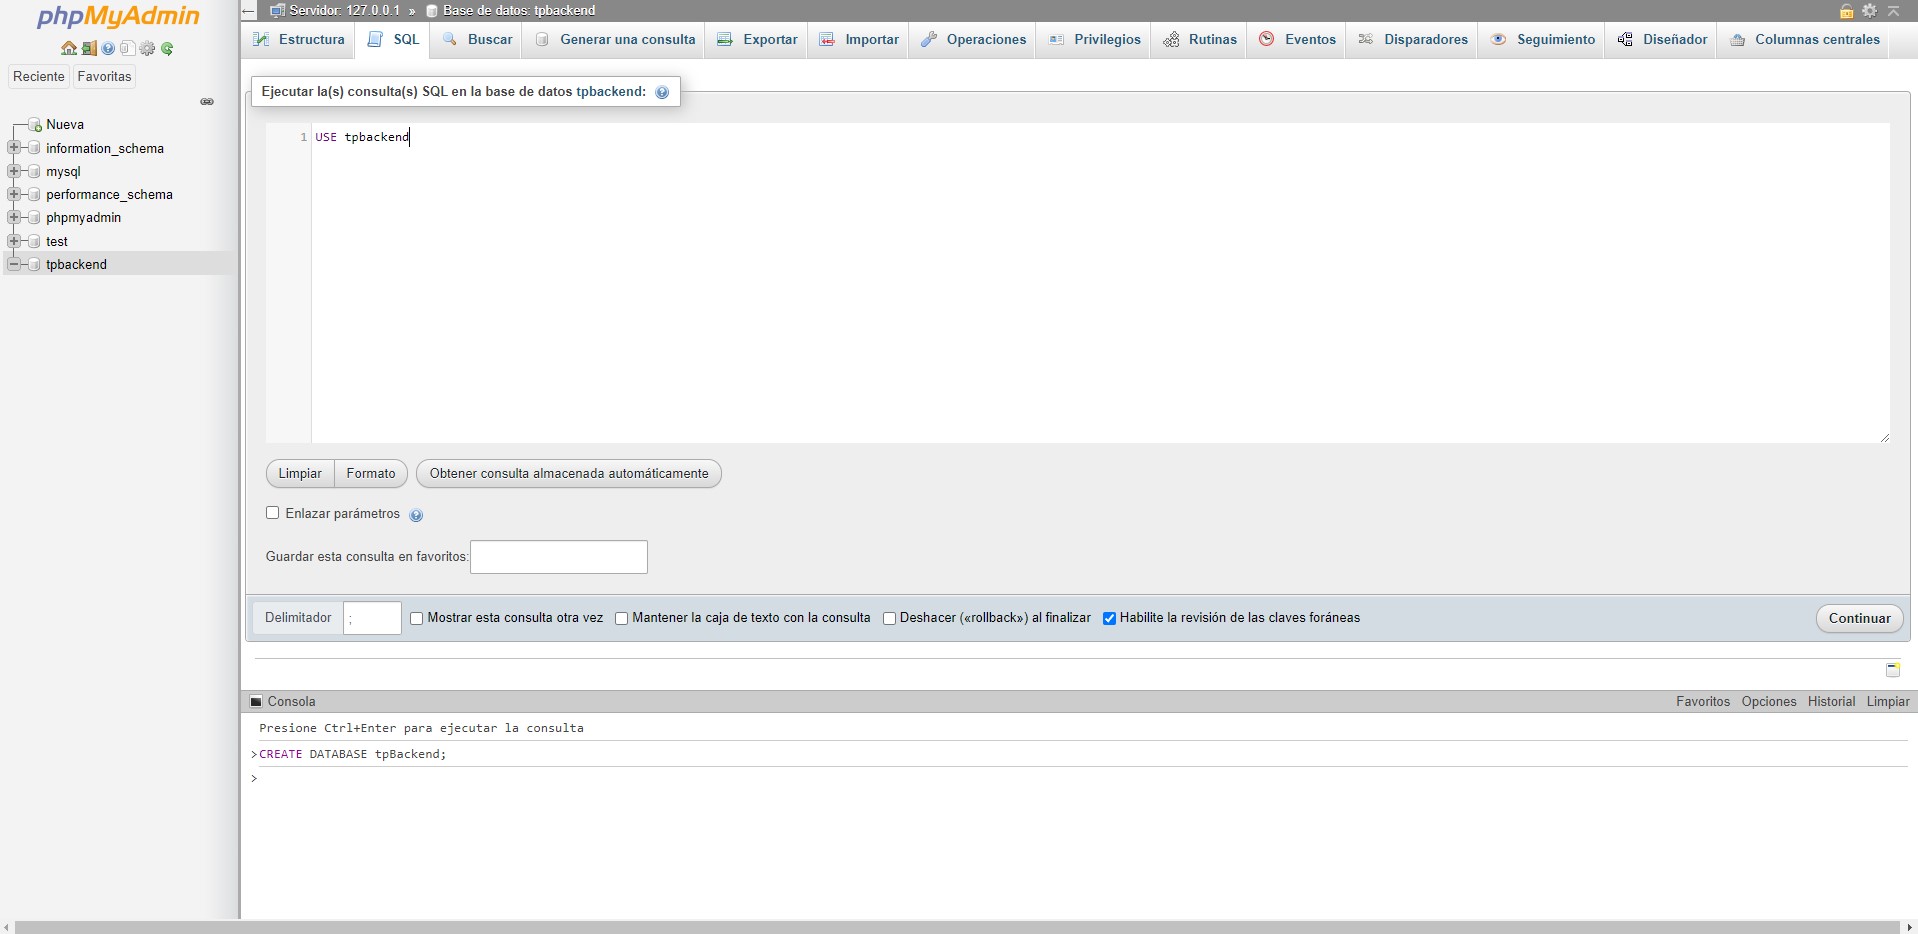 phpMyAdmin
Reciente Favoritas
Nueva
information_schema
mysql
performance_schema
phpmyadmin
test
tpbackend
Servidor: 127.0.0.1 » Base de datos: tpbackend
Estructura SQL Buscar Generar una consulta Exportar Importar Operaciones Privilegios Rutinas Eventos Disparadores Seguimiento Diseñador Columnas centrales
Ejecutar la(s) consulta(s) SQL en la base de datos tpbackend:
1 USE tpbackend
Limpiar Formato Obtener consulta almacenada automáticamente
Enlazar parámetros
Guardar esta consulta en favoritos:
Delimitador ; Mostrar esta consulta otra vez Mantener la caja de texto con la consulta Deshacer («rollback») al finalizar Habilite la revisión de las claves foráneas Continuar
Consola Favoritos Opciones Historial Limpiar
Presione Ctrl+Enter para ejecutar la consulta
>CREATE DATABASE tpBackend;
>